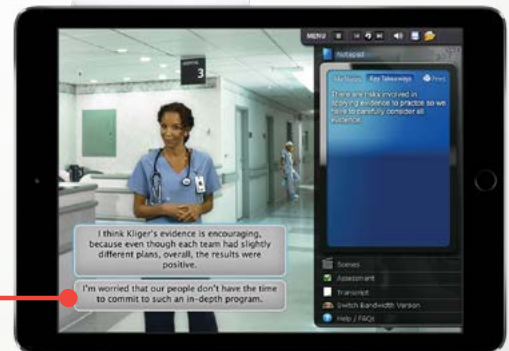 MENU
Notepad
My Notes
Key Takeaways
Print
There are risks involved in
applying evidence to practice so we
have to carefully consider all
evidence.
3
I think Kliger's evidence is encouraging,
because even though each team had slightly
different plans, overall, the results were
positive.
I'm worried that our people don't have the time
to commit to such an in-depth program.
Scenes
Assessment
Transcript
Switch Bandwidth Version
Help / FAQs